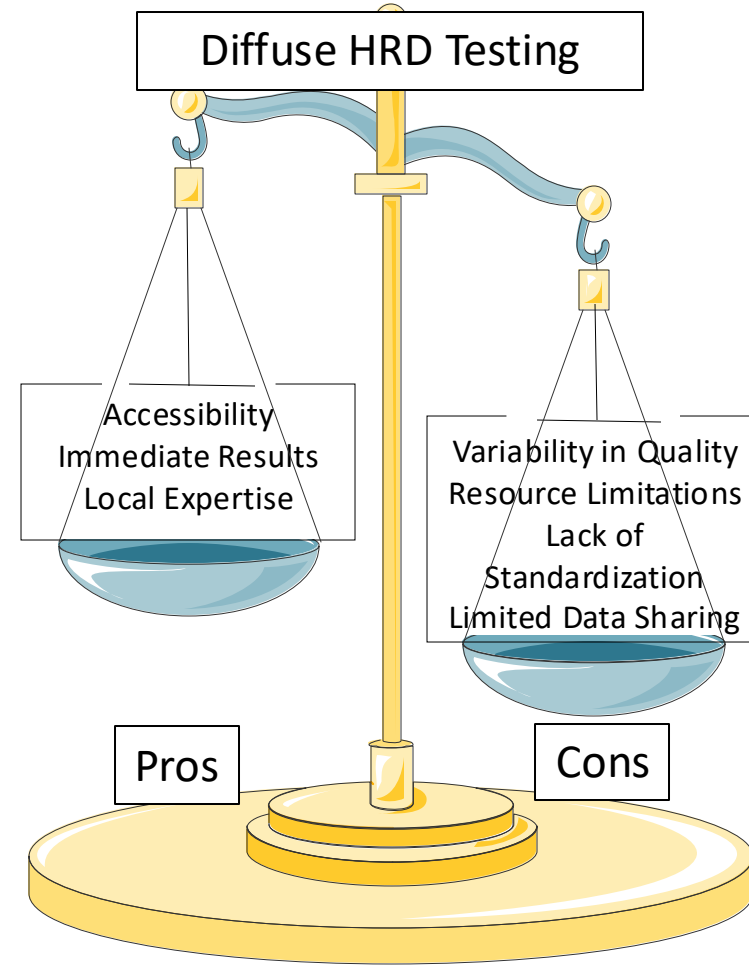 Diffuse HRD Testing
Accessibility
Immediate Results
Local Expertise
Variability in Quality
Resource Limitations
Lack of
Standardization
Limited Data Sharing
Pros
Cons